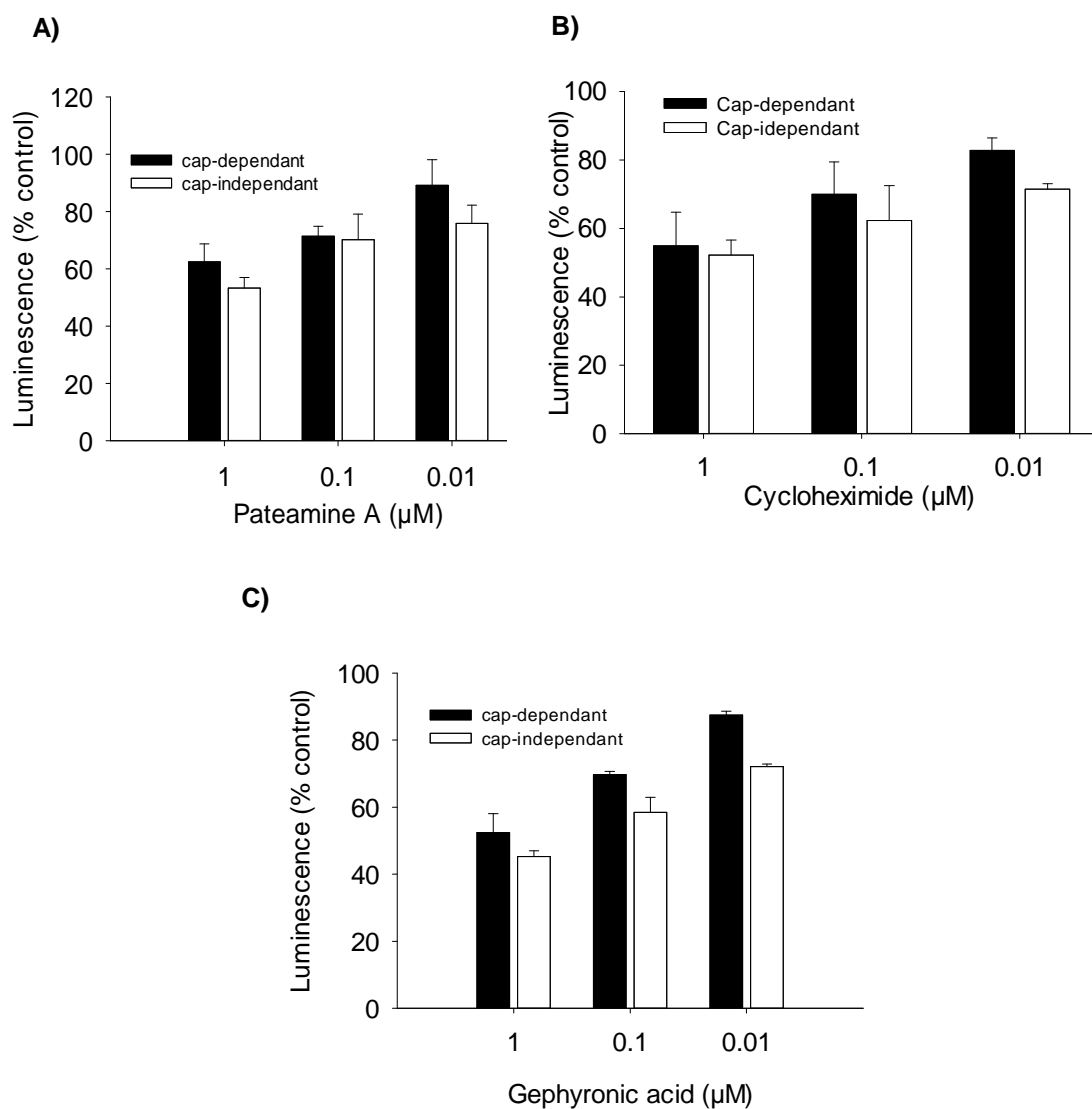 A)
120
100
80
60
40
20
0
Luminescence (% control)
cap-dependant
cap-independant
1 0.1 0.01
Pateamine A (µM)
B)
100
80
60
40
20
0
Luminescence (% control)
Cap-dependant
Cap-idependant
1 0.1 0.01
Cycloheximide (µM)
C)
100
80
60
40
20
0
Luminescence (% control)
cap-dependant
cap-independant
1 0.1 0.01
Gephyronic acid (µM)